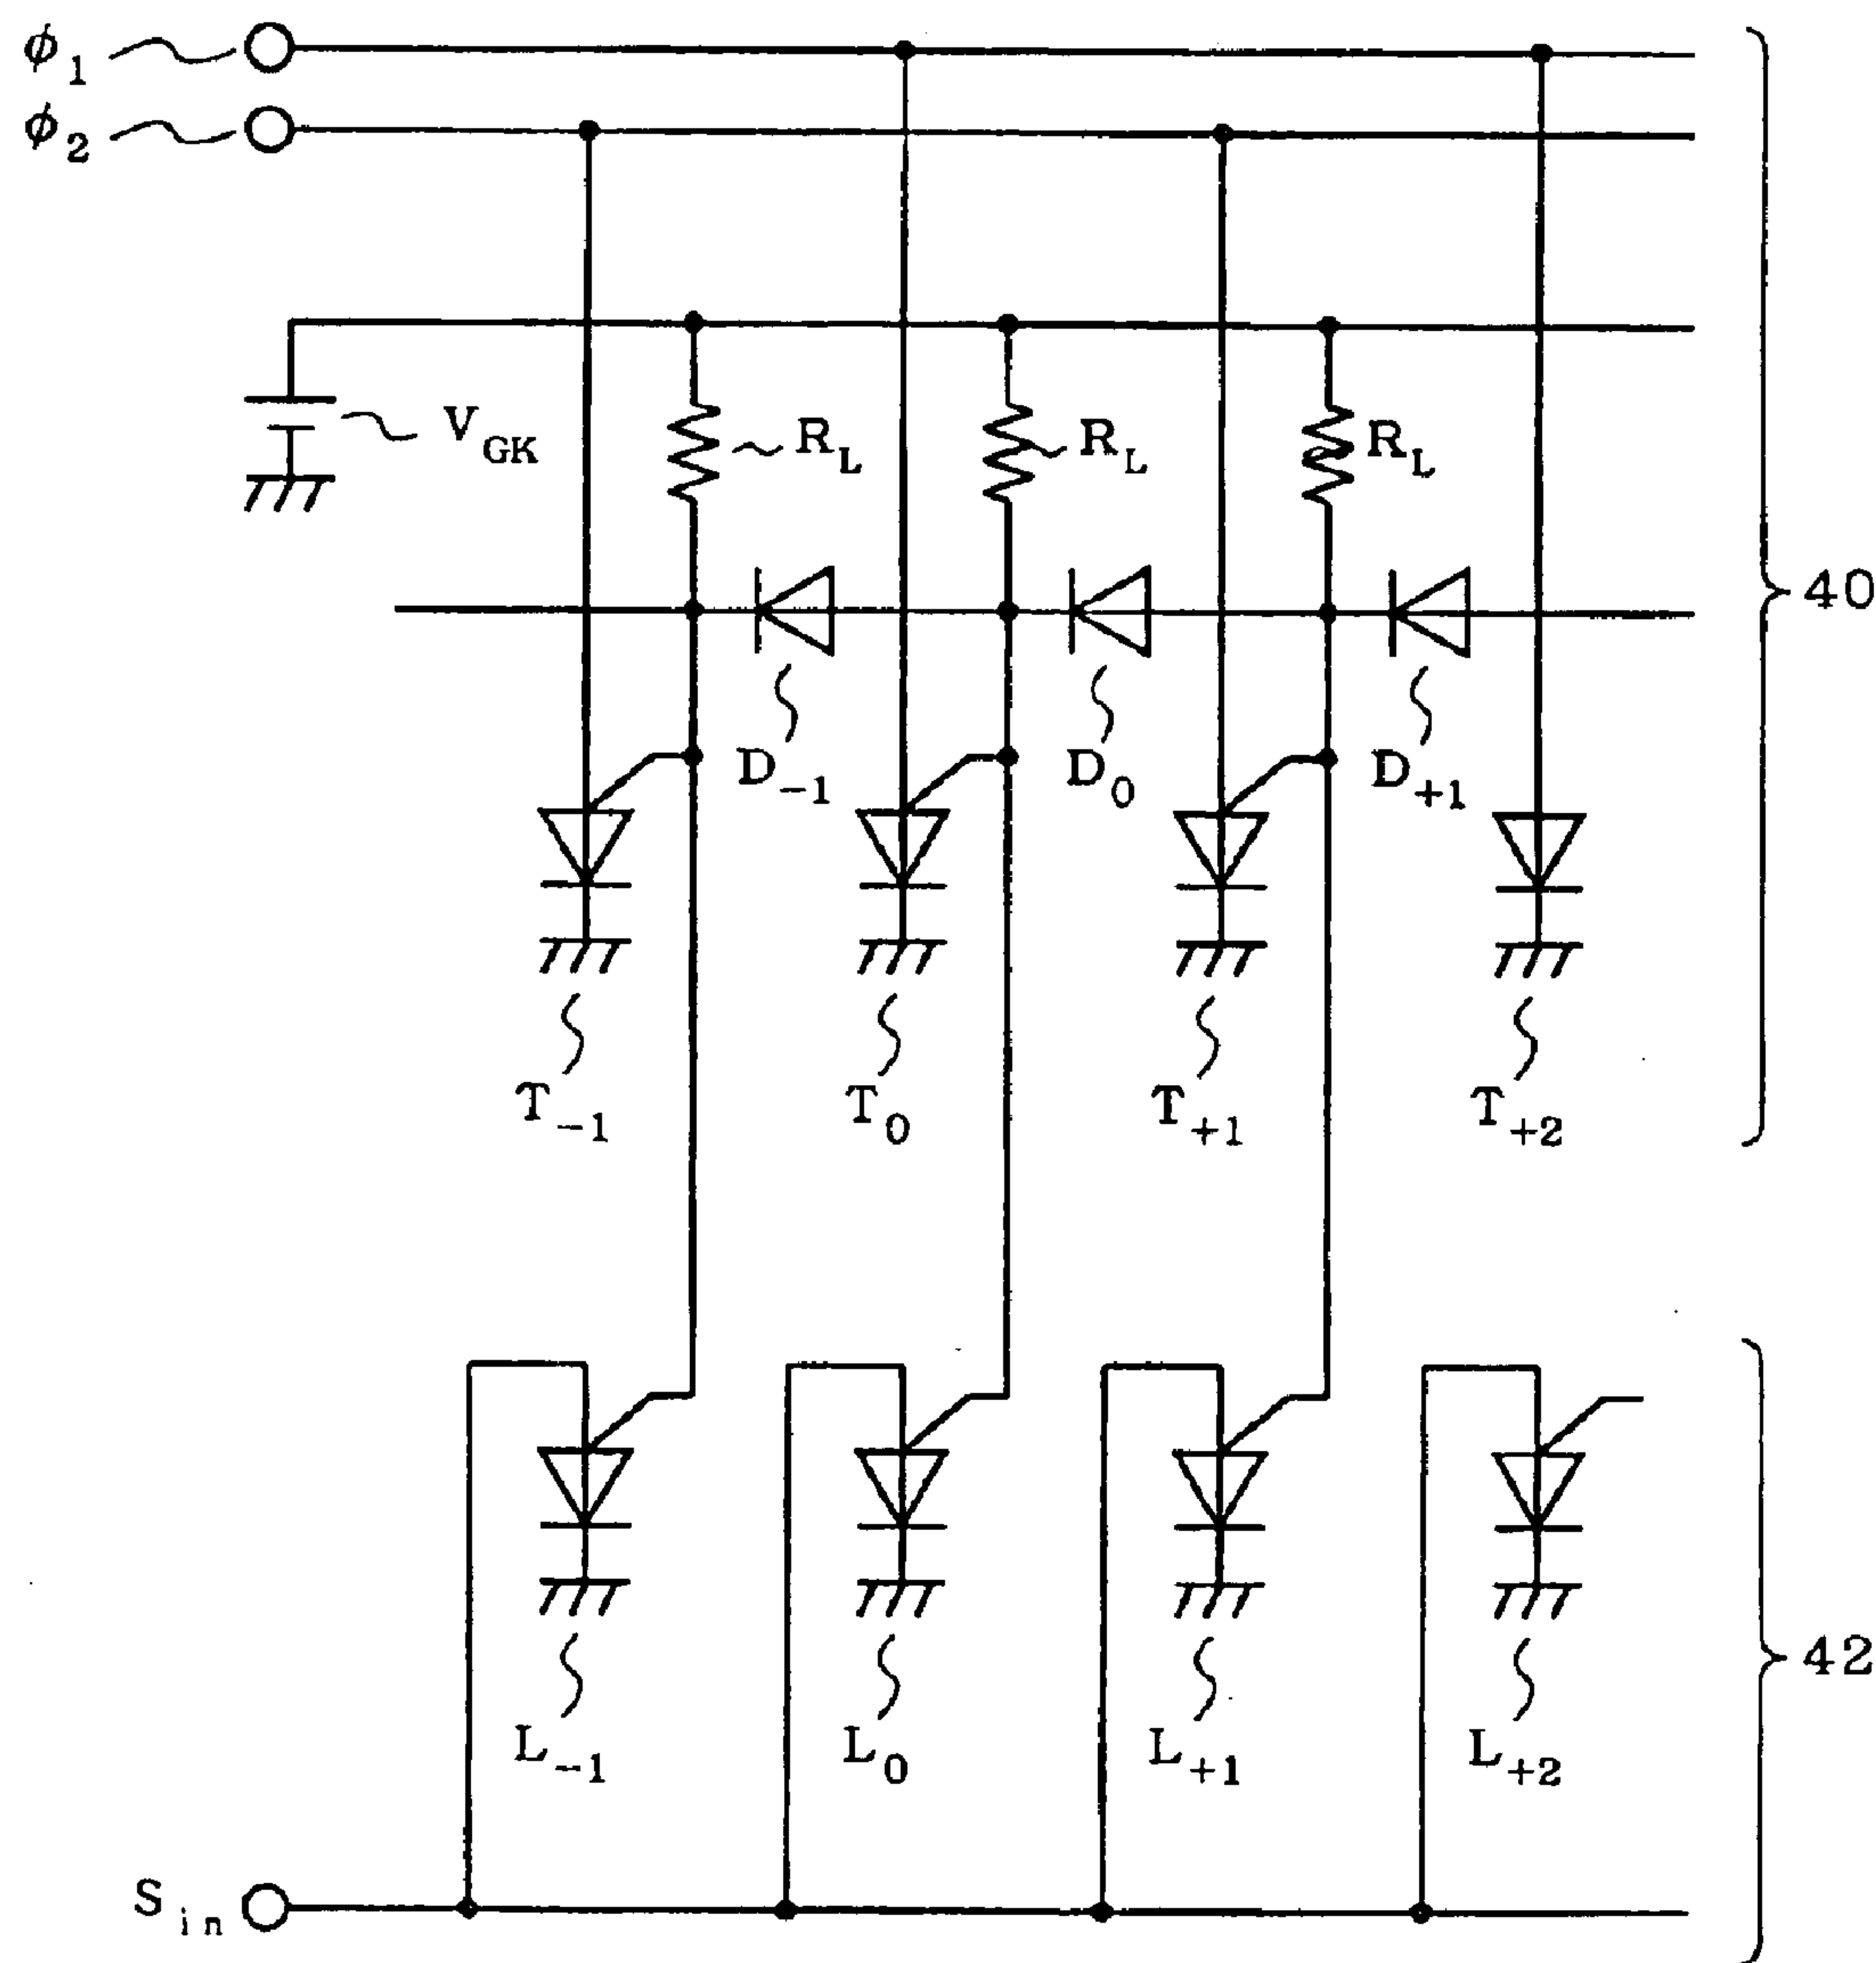 ϕ1
ϕ2
VGK
RL
RL
RL
40
D−1
D0
D+1
T−1
T0
T+1
T+2
42
L−1
L0
L+1
L+2
Sin